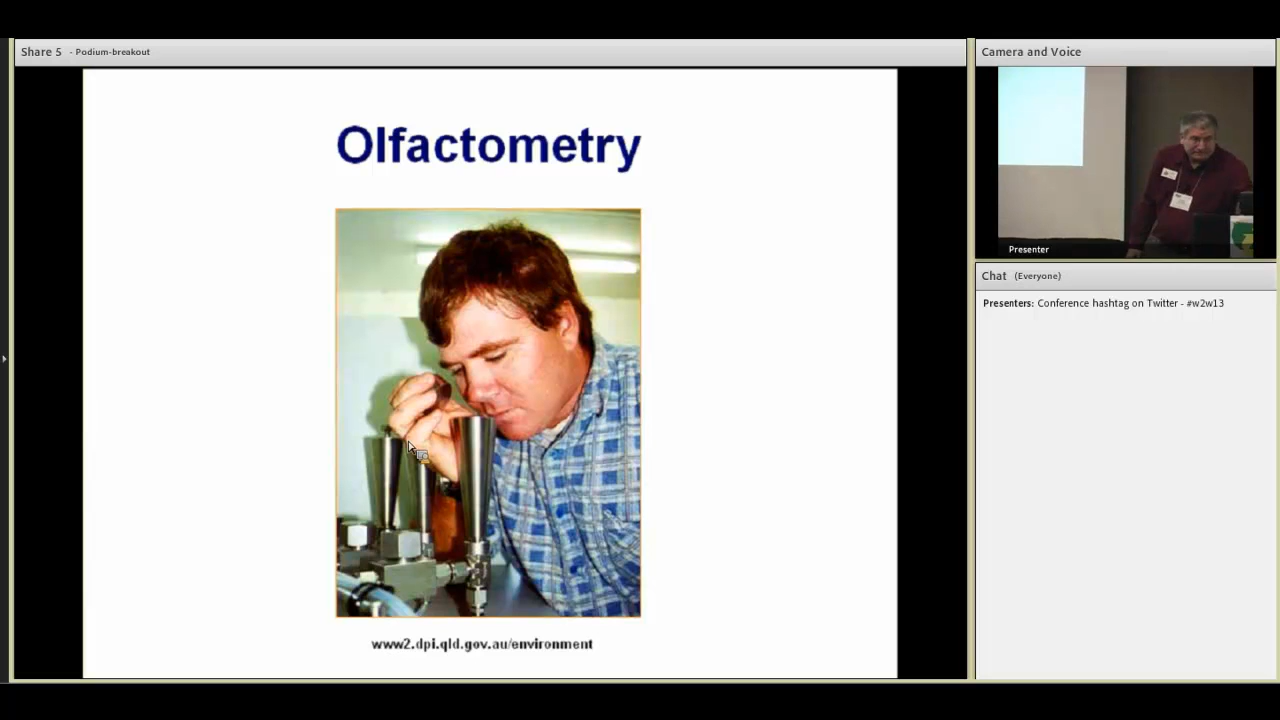 Share 5 - Podium-breakout
Olfactometry
www2.dpi.qld.gov.au/environment
Camera and Voice
Presenter
Chat (Everyone)
Presenters: Conference hashtag on Twitter - #w2w13